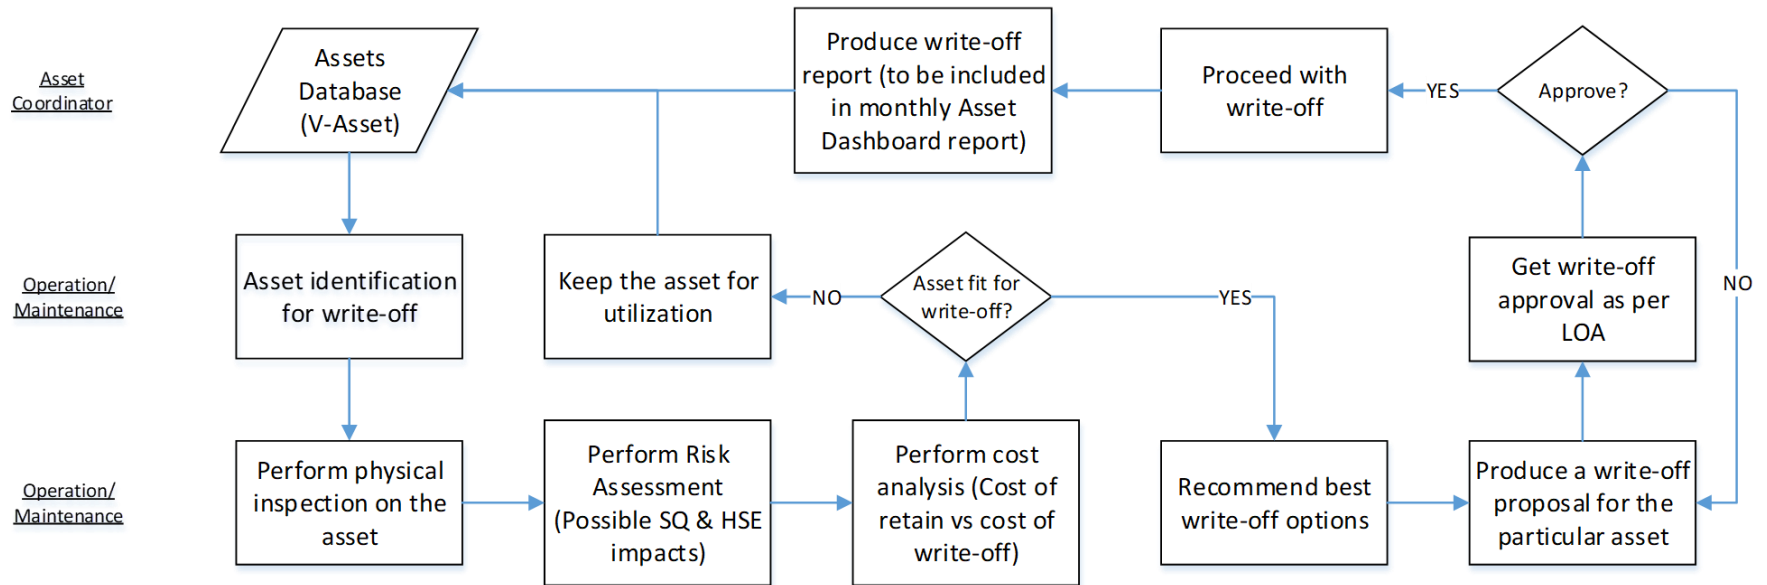 Asset
Coordinator
Assets
Database
(V-Asset)
Produce write-off
report (to be included
in monthly Asset
Dashboard report)
Proceed with
write-off
YES
Approve?
Operation/
Maintenance
Asset identification
for write-off
Keep the asset for
utilization
NO
Asset fit for
write-off?
YES
Get write-off
approval as per
LOA
NO
Operation/
Maintenance
Perform physical
inspection on the
asset
Perform Risk
Assessment
(Possible SQ & HSE
impacts)
Perform cost
analysis (Cost of
retain vs cost of
write-off)
Recommend best
write-off options
Produce a write-off
proposal for the
particular asset